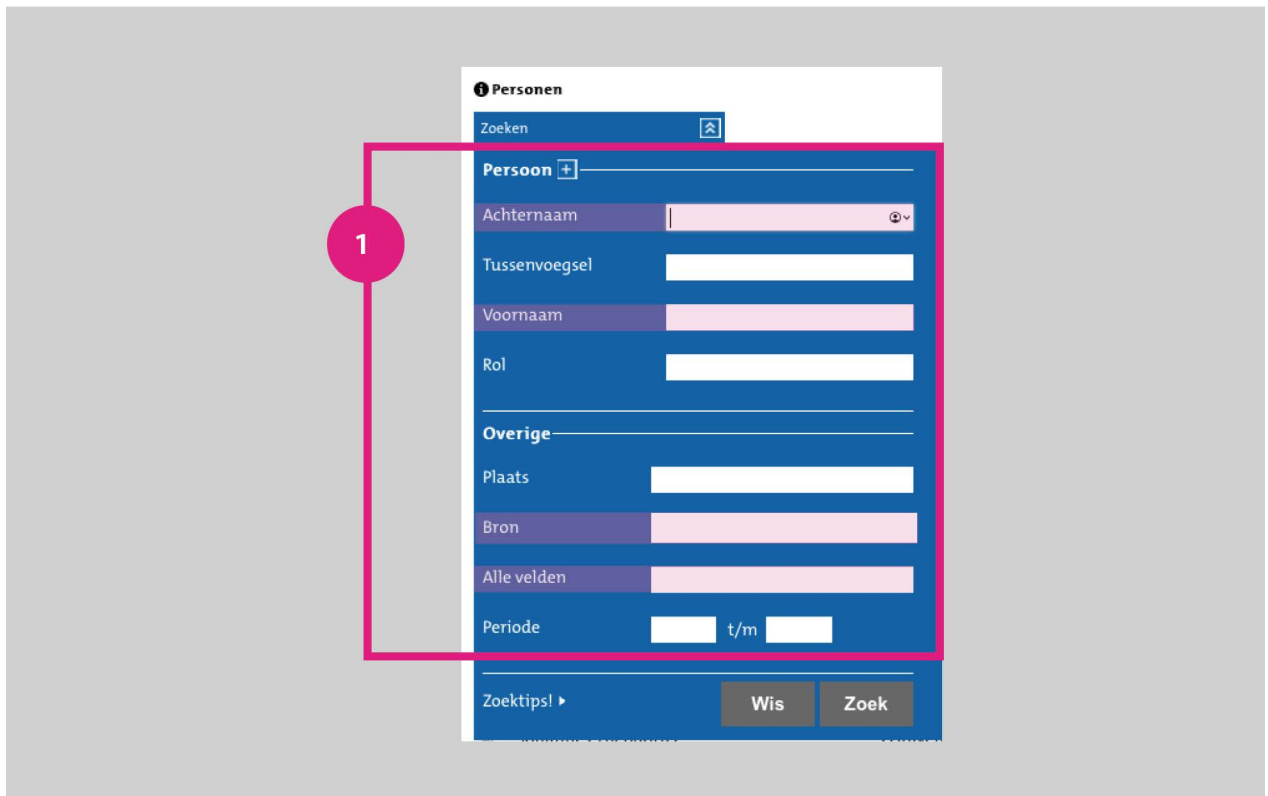 Personen
Zoeken
Persoon +
1
Achternaam
Tussenvoegsel
Voornaam
Rol
Overige
Plaats
Bron
Alle velden
Periode t/m
Zoektips!
Wis Zoek